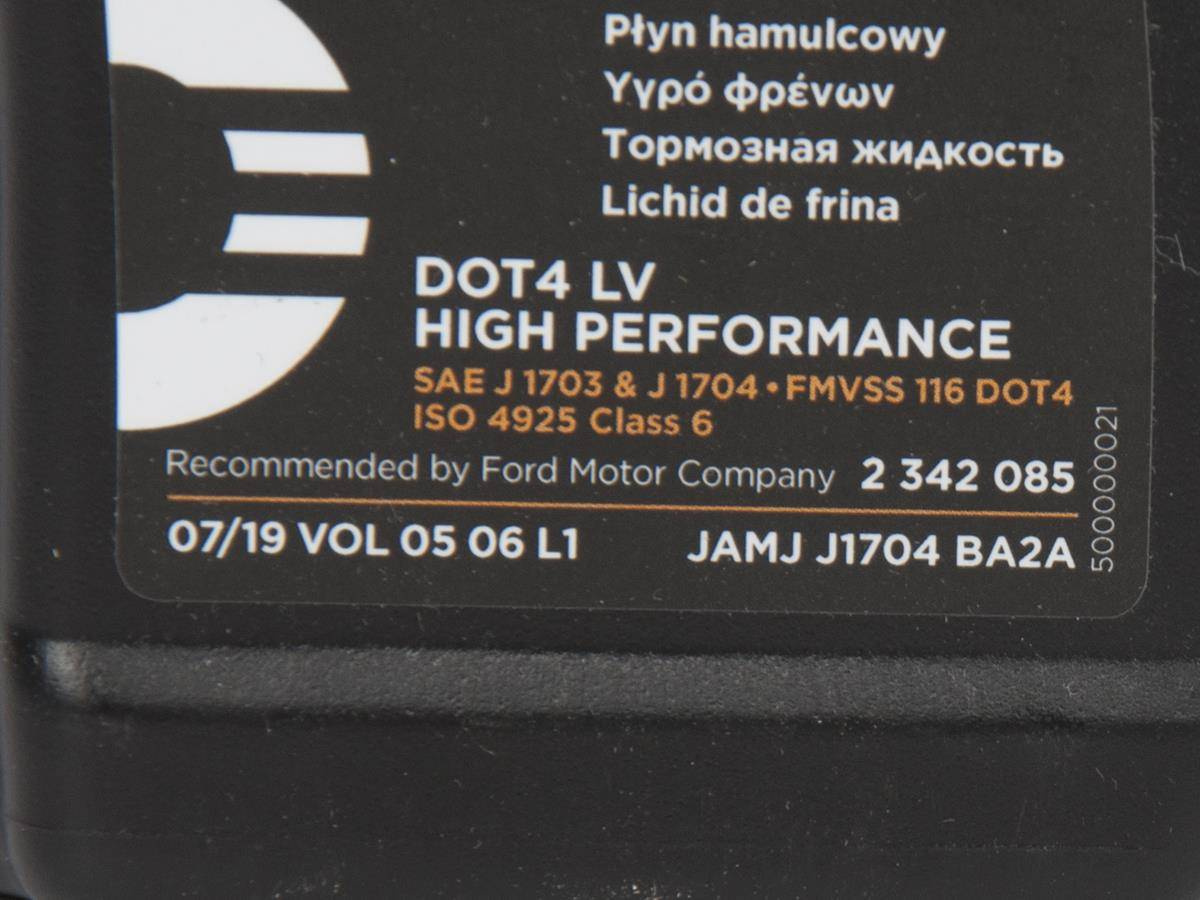 Płyn hamulcowy
Υγρό φρένων
Тормозная жидкость
Lichid de frina
DOT4 LV
HIGH PERFORMANCE
SAE J 1703 & J 1704 • FMVSS 116 DOT4
ISO 4925 Class 6
Recommended by Ford Motor Company 2 342 085
07/19 VOL 05 06 L1 JAMJ J1704 BA2A
5000000021